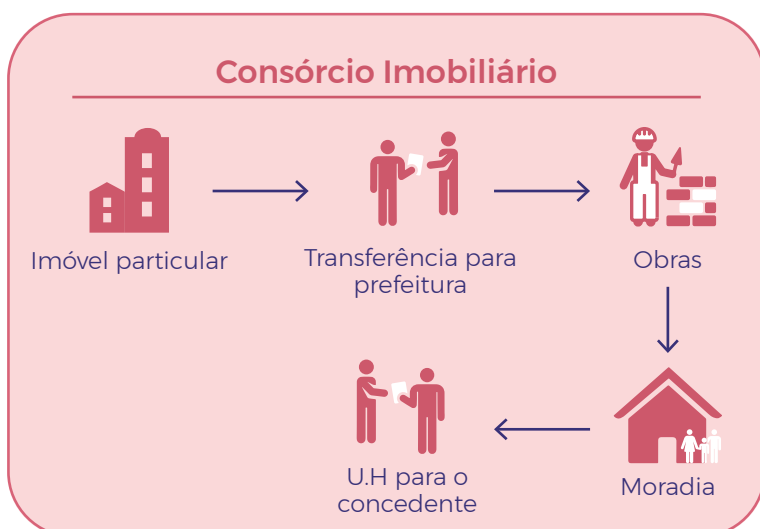 Consórcio Imobiliário
Imóvel particular
Transferência para
prefeitura
Obras
Moradia
U.H para o
concedente